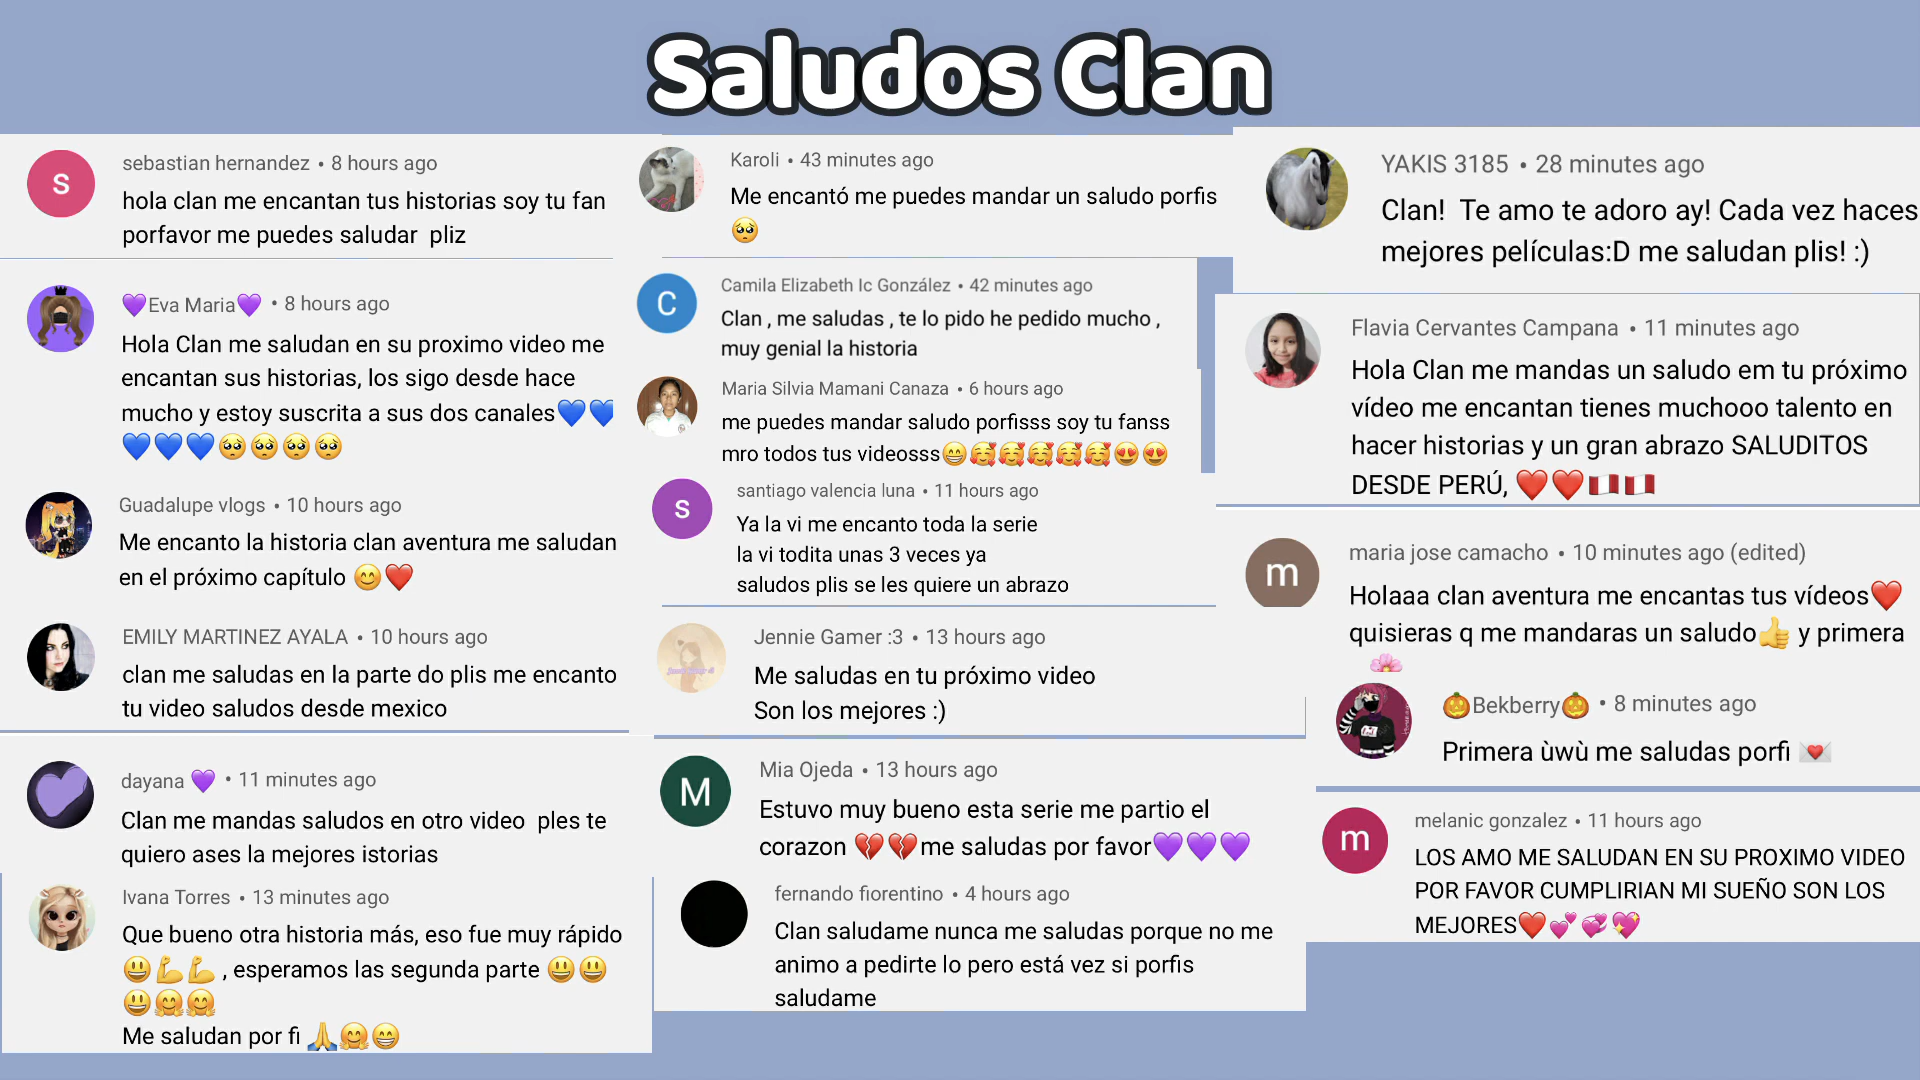 Saludos Clan
sebastian hernandez • 8 hours ago
hola clan me encantan tus historias soy tu fan
porfavor me puedes saludar  pliz
💜Eva Maria💜 • 8 hours ago
Hola Clan me saludan en su proximo video me
encantan sus historias, los sigo desde hace
mucho y estoy suscrita a sus dos canales💙💙
💙💙💙🥺🥺🥺🥺
Guadalupe vlogs • 10 hours ago
Me encanto la historia clan aventura me saludan
en el próximo capítulo 😊❤️
EMILY MARTINEZ AYALA • 10 hours ago
clan me saludas en la parte do plis me encanto
tu video saludos desde mexico
dayana 💜 • 11 minutes ago
Clan me mandas saludos en otro video  ples te
quiero ases la mejores istorias
Ivana Torres • 13 minutes ago
Que bueno otra historia más, eso fue muy rápido
😃💪💪 , esperamos las segunda parte 😃😃
😃🤗🤗
Me saludan por fi 🙏🤗😁
Karoli • 43 minutes ago
Me encantó me puedes mandar un saludo porfis
🥺
Camila Elizabeth Ic González • 42 minutes ago
Clan , me saludas , te lo pido he pedido mucho ,
muy genial la historia
Maria Silvia Mamani Canaza • 6 hours ago
me puedes mandar saludo porfisss soy tu fanss
mro todos tus videosss😁🥰🥰🥰🥰🥰😍😍
santiago valencia luna • 11 hours ago
Ya la vi me encanto toda la serie
la vi todita unas 3 veces ya
saludos plis se les quiere un abrazo
Jennie Gamer :3 • 13 hours ago
Me saludas en tu próximo video
Son los mejores :)
Mia Ojeda • 13 hours ago
Estuvo muy bueno esta serie me partio el
corazon 💔💔me saludas por favor💜💜💜
fernando fiorentino • 4 hours ago
Clan saludame nunca me saludas porque no me
animo a pedirte lo pero está vez si porfis
saludame
YAKIS 3185 • 28 minutes ago
Clan!  Te amo te adoro ay! Cada vez haces
mejores películas:D me saludan plis! :)
Flavia Cervantes Campana • 11 minutes ago
Hola Clan me mandas un saludo em tu próximo
vídeo me encantan tienes muchooo talento en
hacer historias y un gran abrazo SALUDITOS
DESDE PERÚ, ❤️❤️🇵🇪🇵🇪
maria jose camacho • 10 minutes ago (edited)
Holaaa clan aventura me encantas tus vídeos❤️
quisieras q me mandaras un saludo👍 y primera
🌸
🎃Bekberry🎃 • 8 minutes ago
Primera ùwù me saludas porfi 💌
melanic gonzalez • 11 hours ago
LOS AMO ME SALUDAN EN SU PROXIMO VIDEO
POR FAVOR CUMPLIRIAN MI SUEÑO SON LOS
MEJORES❤️💕💞💖